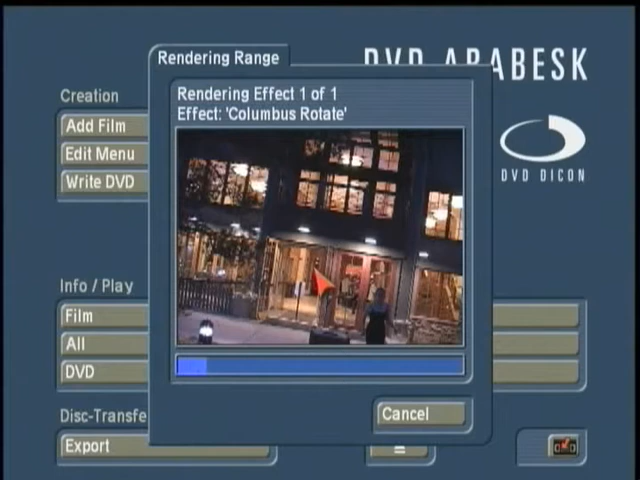 Rendering Range
DVD ARABESK
Rendering Effect 1 of 1
Effect: 'Columbus Rotate'
Creation
Add Film
Edit Menu
Write DVD
DVD DICON
Info / Play
Film
All
DVD
Disc-Transfe
Cancel
Export